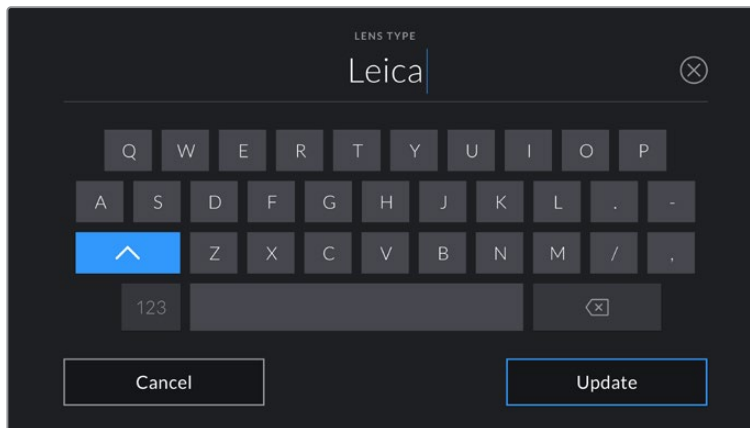 LENS TYPE
Leica
Q W E R T Y U I O P
A S D F G H J K L . -
Z X C V B N M / ,
123
Cancel Update